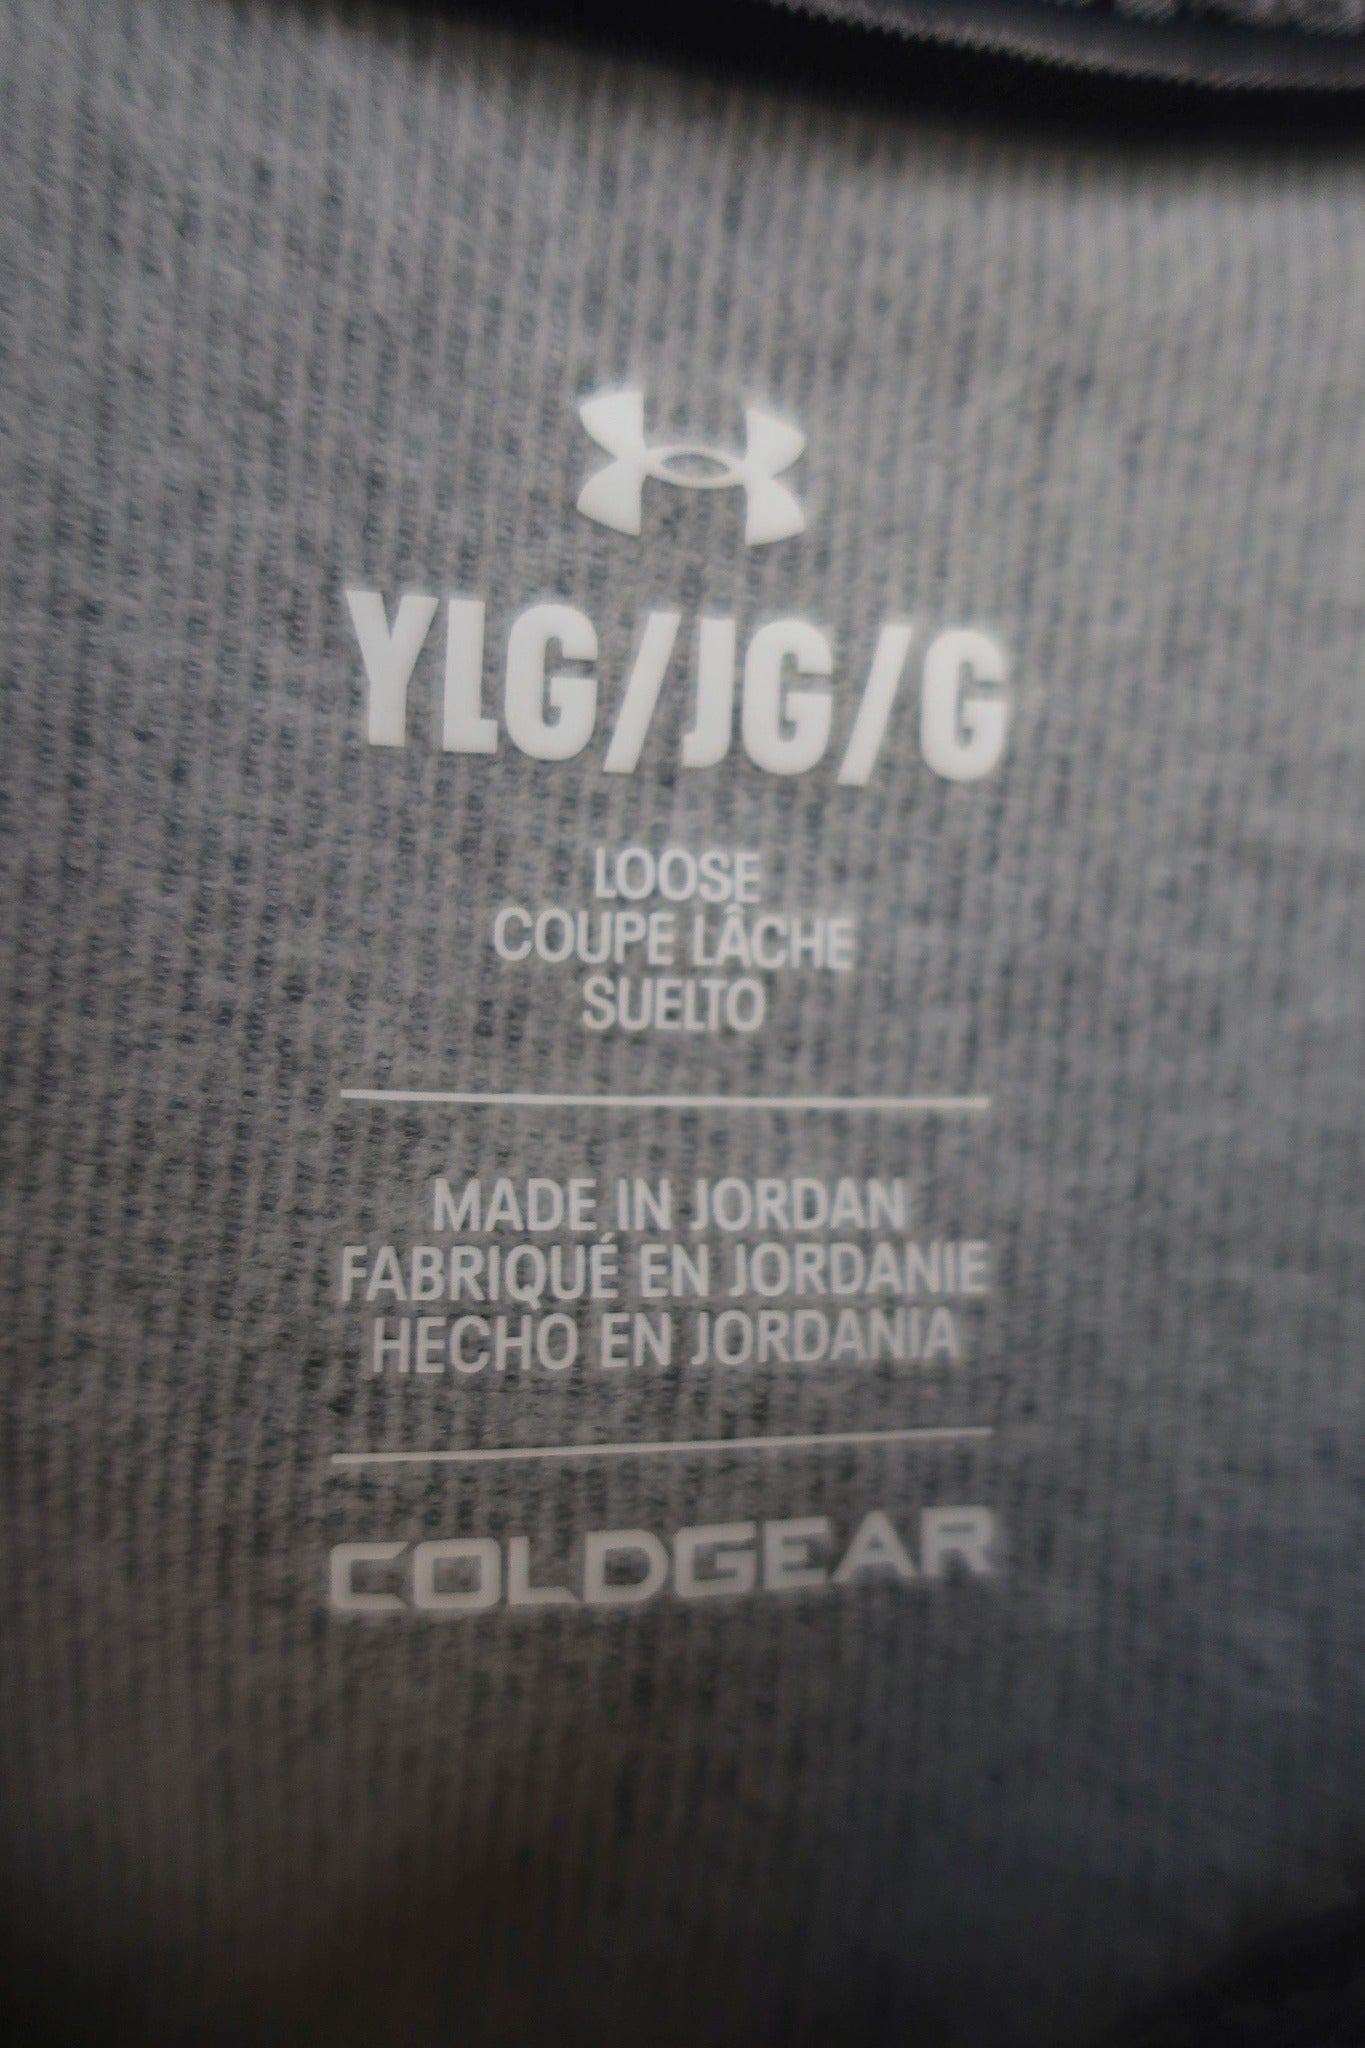 YLG/JG/G
LOOSE
COUPE LÂCHE
SUELTO
MADE IN JORDAN
FABRIQUÉ EN JORDANIE
HECHO EN JORDANIA
COLDGEAR